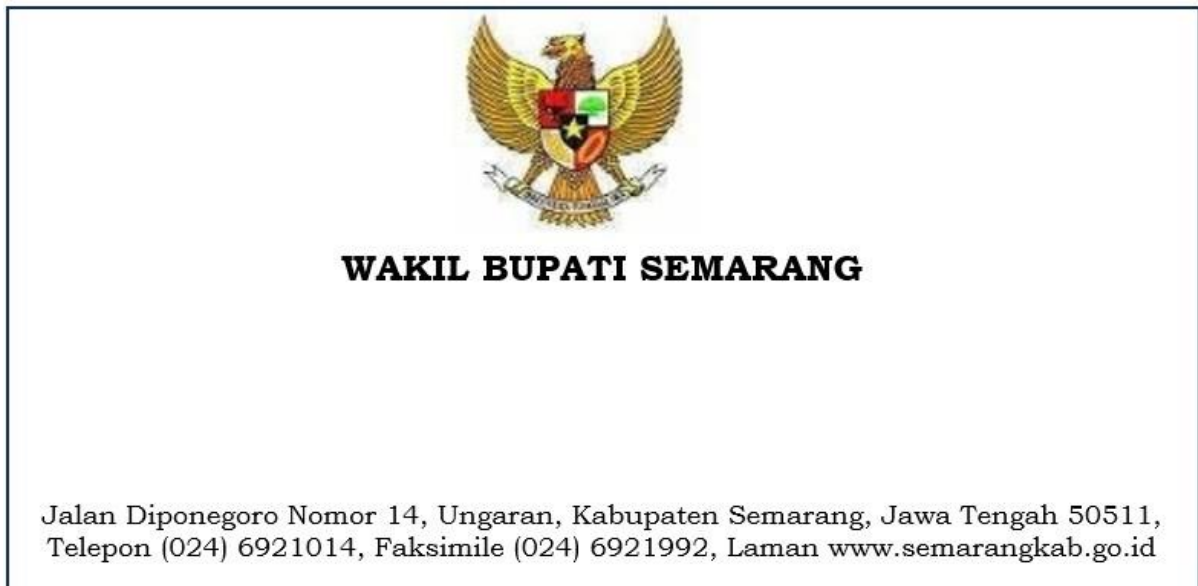 WAKIL BUPATI SEMARANG
Jalan Diponegoro Nomor 14, Ungaran, Kabupaten Semarang, Jawa Tengah 50511,
Telepon (024) 6921014, Faksimile (024) 6921992, Laman www.semarangkab.go.id